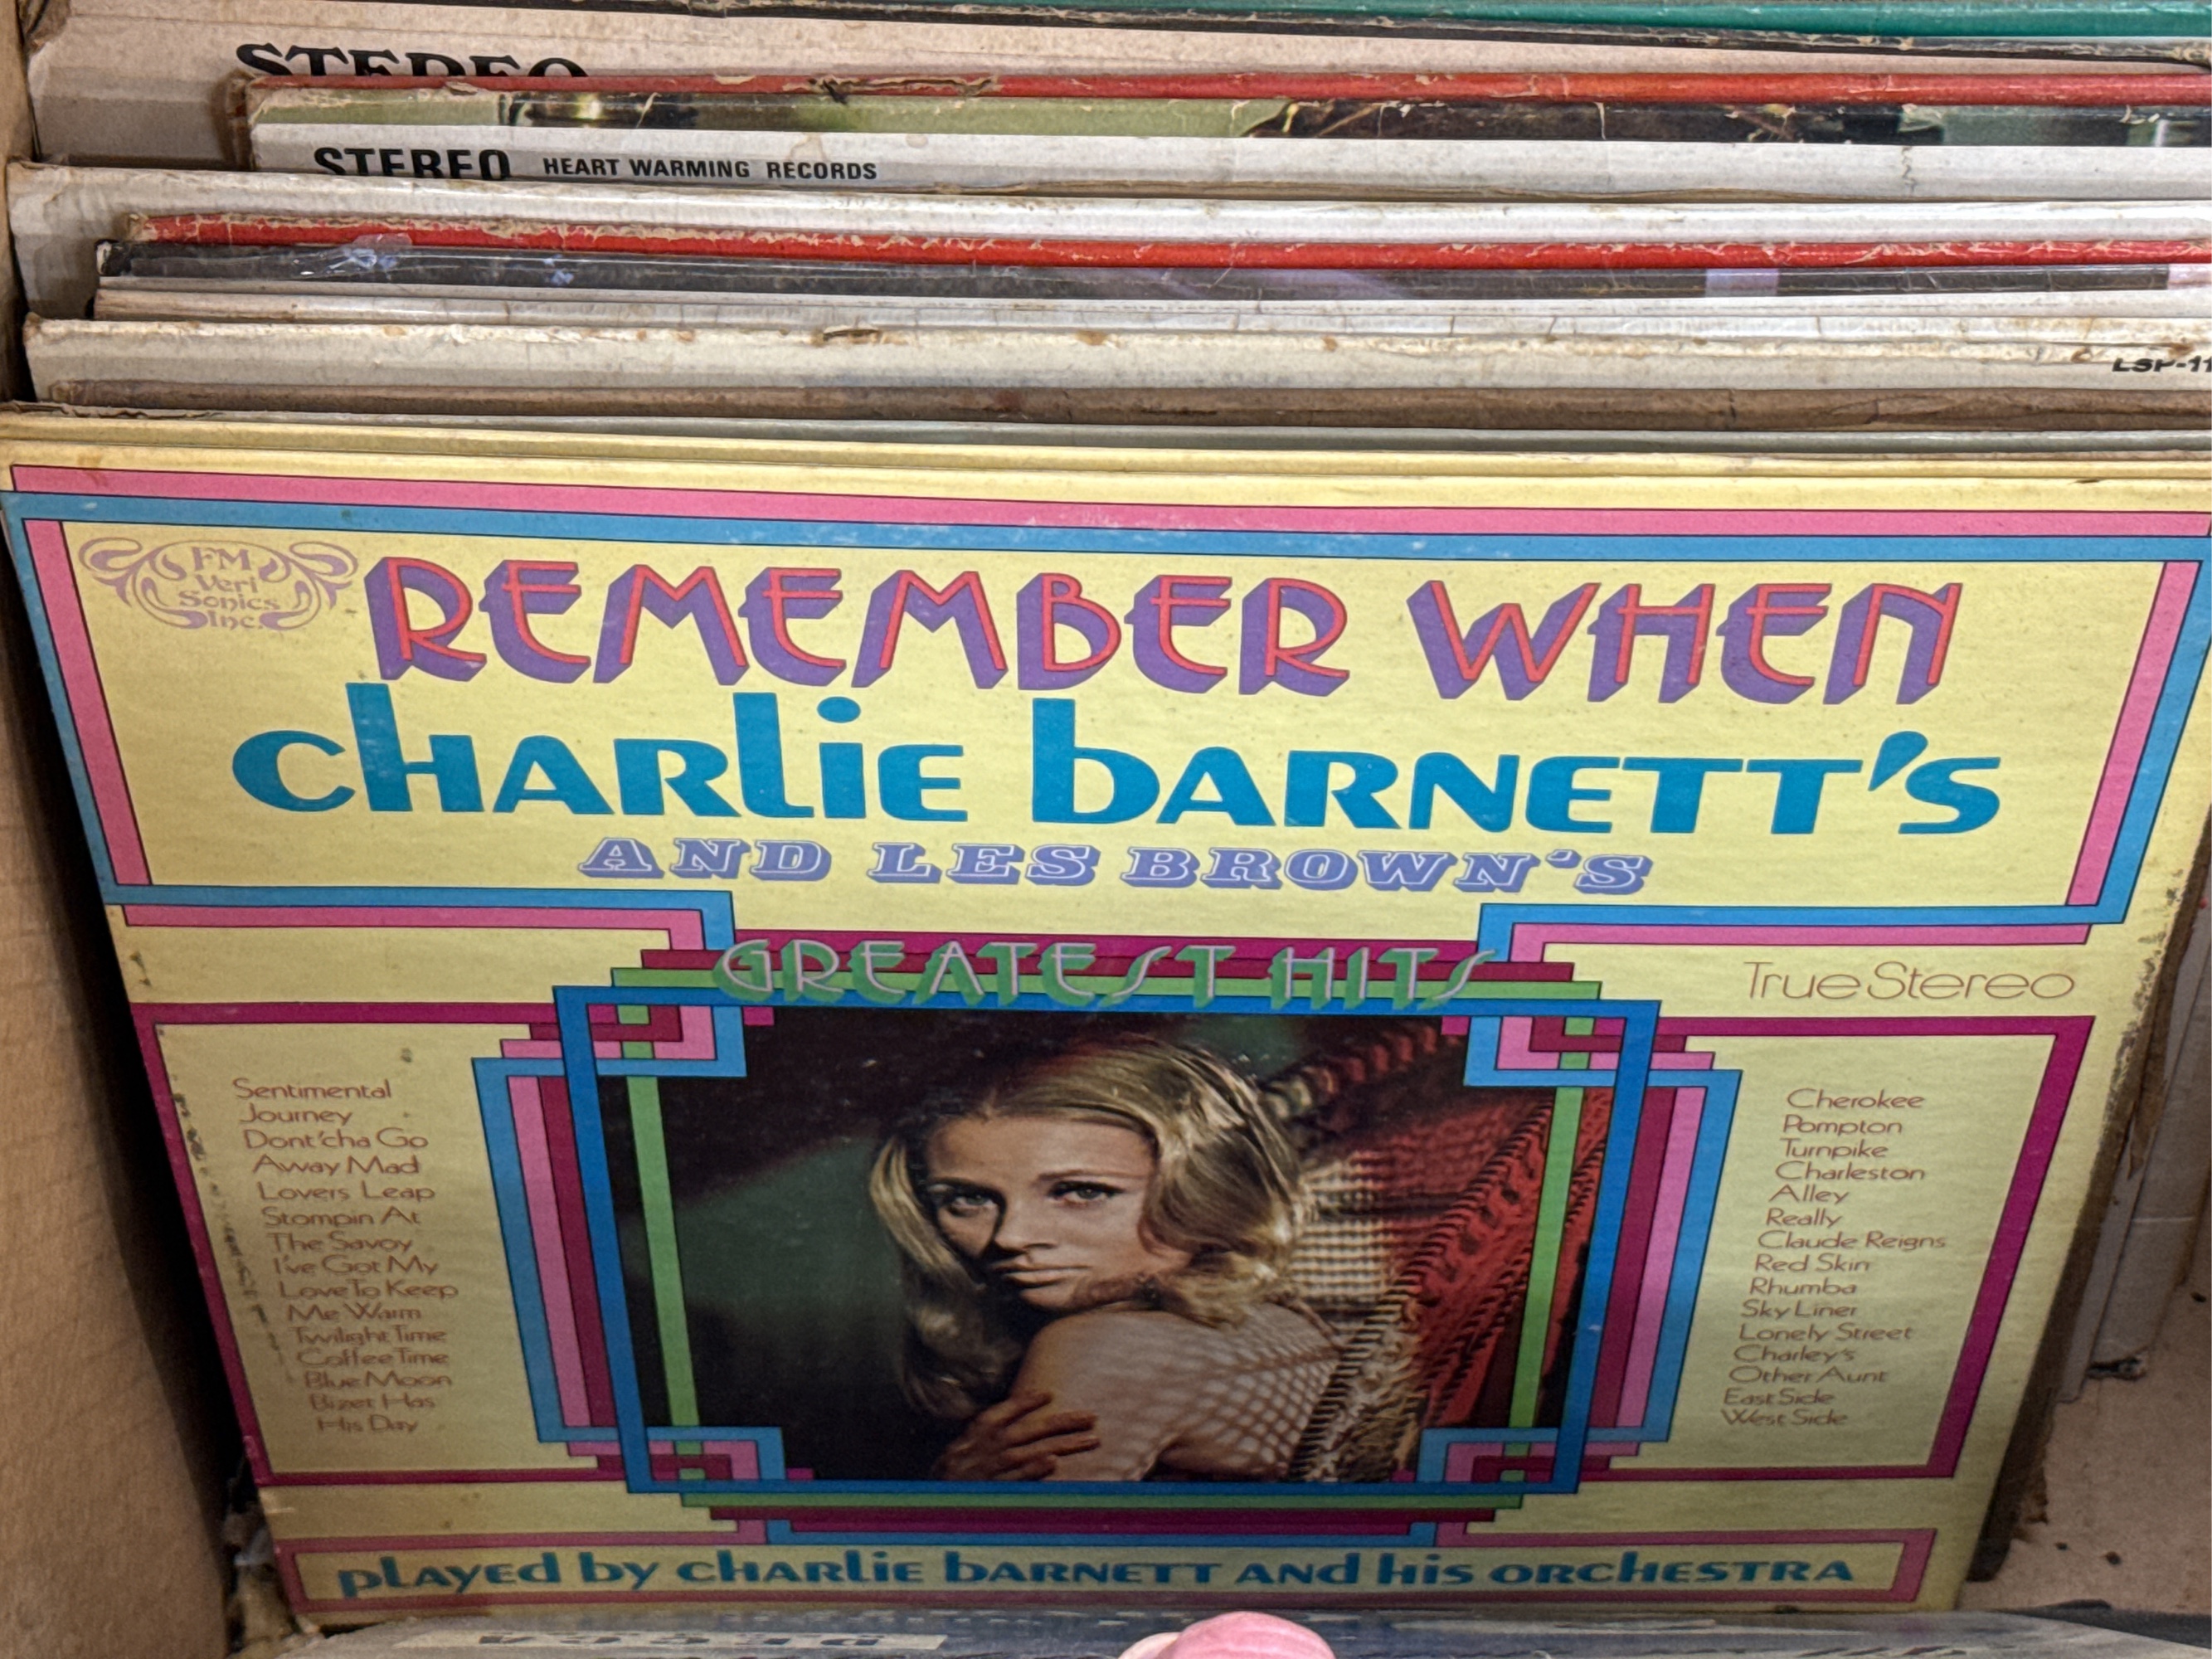 STEREO
STEREO HEART WARMING RECORDS
LSP-11
FM
Veri
Sonics
Inc.
REMEMBER WHEN
charlie barnett's
AND LES BROWN'S
GREATEST HITS
True Stereo
Sentimental
Journey
Dont'cha Go
Away Mad
Lovers Leap
Stompin At
The Savoy
I've Got My
Love To Keep
Me Warm
Twilight Time
Coffee Time
Blue Moon
Bizet Has
His Day
Cherokee
Pompton
Turnpike
Charleston
Alley
Really
Claude Reigns
Red Skin
Rhumba
Sky Liner
Lonely Street
Charley's
Other Aunt
East Side
West Side
played by charlie barnett and his orchestra